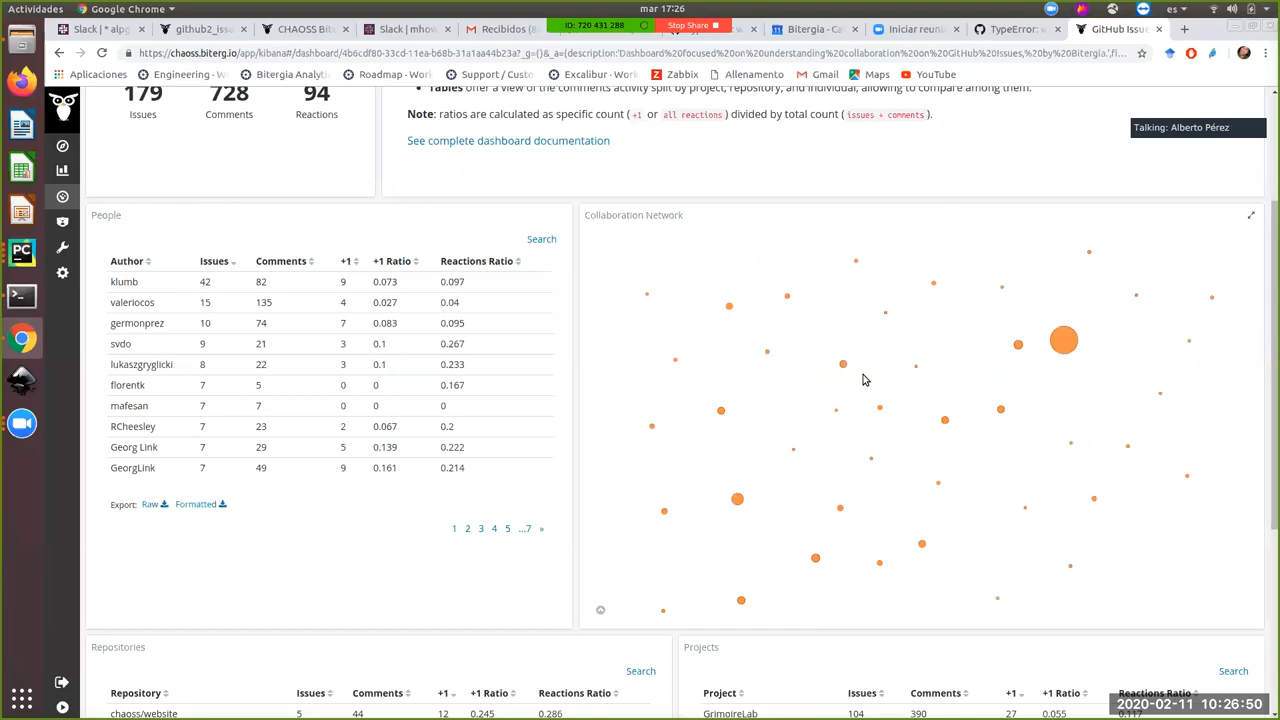 Actividades
Google Chrome
mar 17:26
es
Slack | * alp
github2_issu
CHAOSS Bit
Slack | nhow
Recibidos (
ID: 720 431 288
Stop Share
Bitergia - Ca
Iniciar reuni
TypeError: w
GitHub Issue
https://chaoss.biterg.io/app/kibana#/dashboard/
Aplicaciones
Engineering - W
Bitergia Analyti
Roadmap - Work
Support / Custo
Excalibur - Work
Zabbix
Allenamento
Gmail
Maps
YouTube
179
728
94
Issues
Comments
Reactions
Tables offer a view of the comments activity split by project, repository, and individual, allowing to compare among them.
Note: ratios are calculated as specific count ( +1 or all reactions ) divided by total count ( issues + comments ).
See complete dashboard documentation
Talking: Alberto Pérez
People
Search
Author Issues Comments +1 +1 Ratio Reactions Ratio
klumb 42 82 9 0.073 0.097
valeriocos 15 135 4 0.027 0.04
germonprez 10 74 7 0.083 0.095
svdo 9 21 3 0.1 0.267
lukaszgryglicki 8 22 3 0.1 0.233
florentk 7 5 0 0 0.167
mafesan 7 7 0 0 0
RCheesley 7 23 2 0.067 0.2
Georg Link 7 29 5 0.139 0.222
GeorgLink 7 49 9 0.161 0.214
Export: Raw Formatted
1 2 3 4 5 ...7 »
Collaboration Network
Repositories
Search
Repository Issues Comments +1 +1 Ratio Reactions Ratio
chaoss/website 5 44 12 0.245 0.286
Projects
Search
Project Issues Comments +1 +1 Ratio Reactions Ratio
GrimoireLab 104 390 27 0.055
2020-02-11 10:26:50